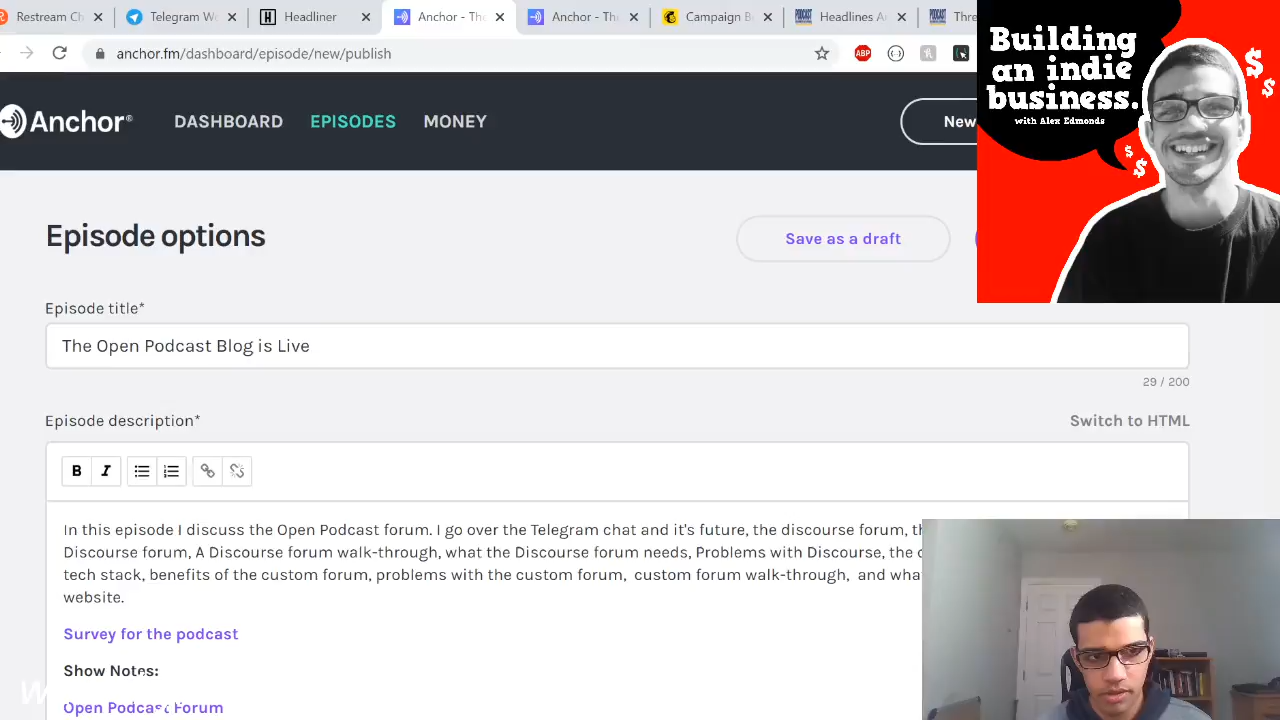 Restream Ch
Telegram We
Headliner
Anchor - The
Anchor - The
Campaign B
Headlines A
Thre
anchor.fm/dashboard/episode/new/publish
ABP
Anchor
DASHBOARD
EPISODES
MONEY
New
Building
an indie
business.
with Alex Edmonds
Episode options
Save as a draft
Episode title*
The Open Podcast Blog is Live
29 / 200
Episode description*
Switch to HTML
B I
In this episode I discuss the Open Podcast forum. I go over the Telegram chat and it's future, the discourse forum, th
Discourse forum, A Discourse forum walk-through, what the Discourse forum needs, Problems with Discourse, the c
tech stack, benefits of the custom forum, problems with the custom forum, custom forum walk-through, and wha
website.
Survey for the podcast
Show Notes:
Open Podcast Forum